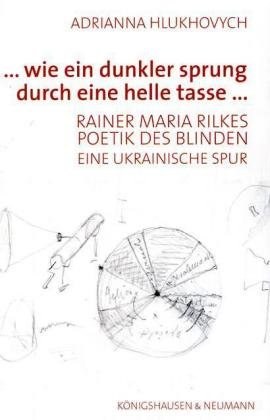 ADRIANNA HLUKHOVYCH
... wie ein dunkler sprung
durch eine helle tasse ...
RAINER MARIA RILKES
POETIK DES BLINDEN
EINE UKRAINISCHE SPUR
KÖNIGSHAUSEN & NEUMANN